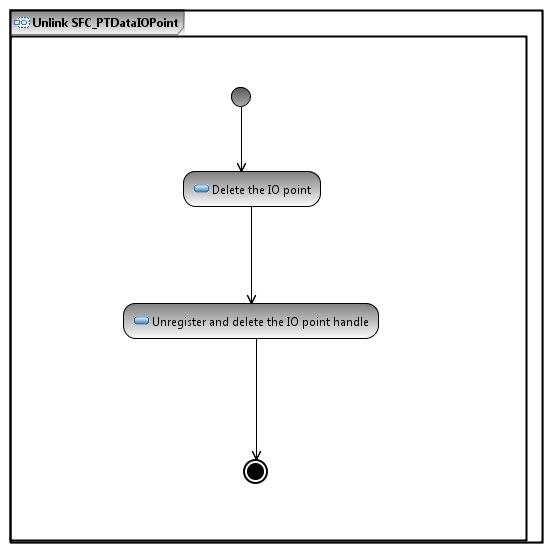 Unlink SFC_PTDataIOPoint
Delete the IO point
Unregister and delete the IO point handle